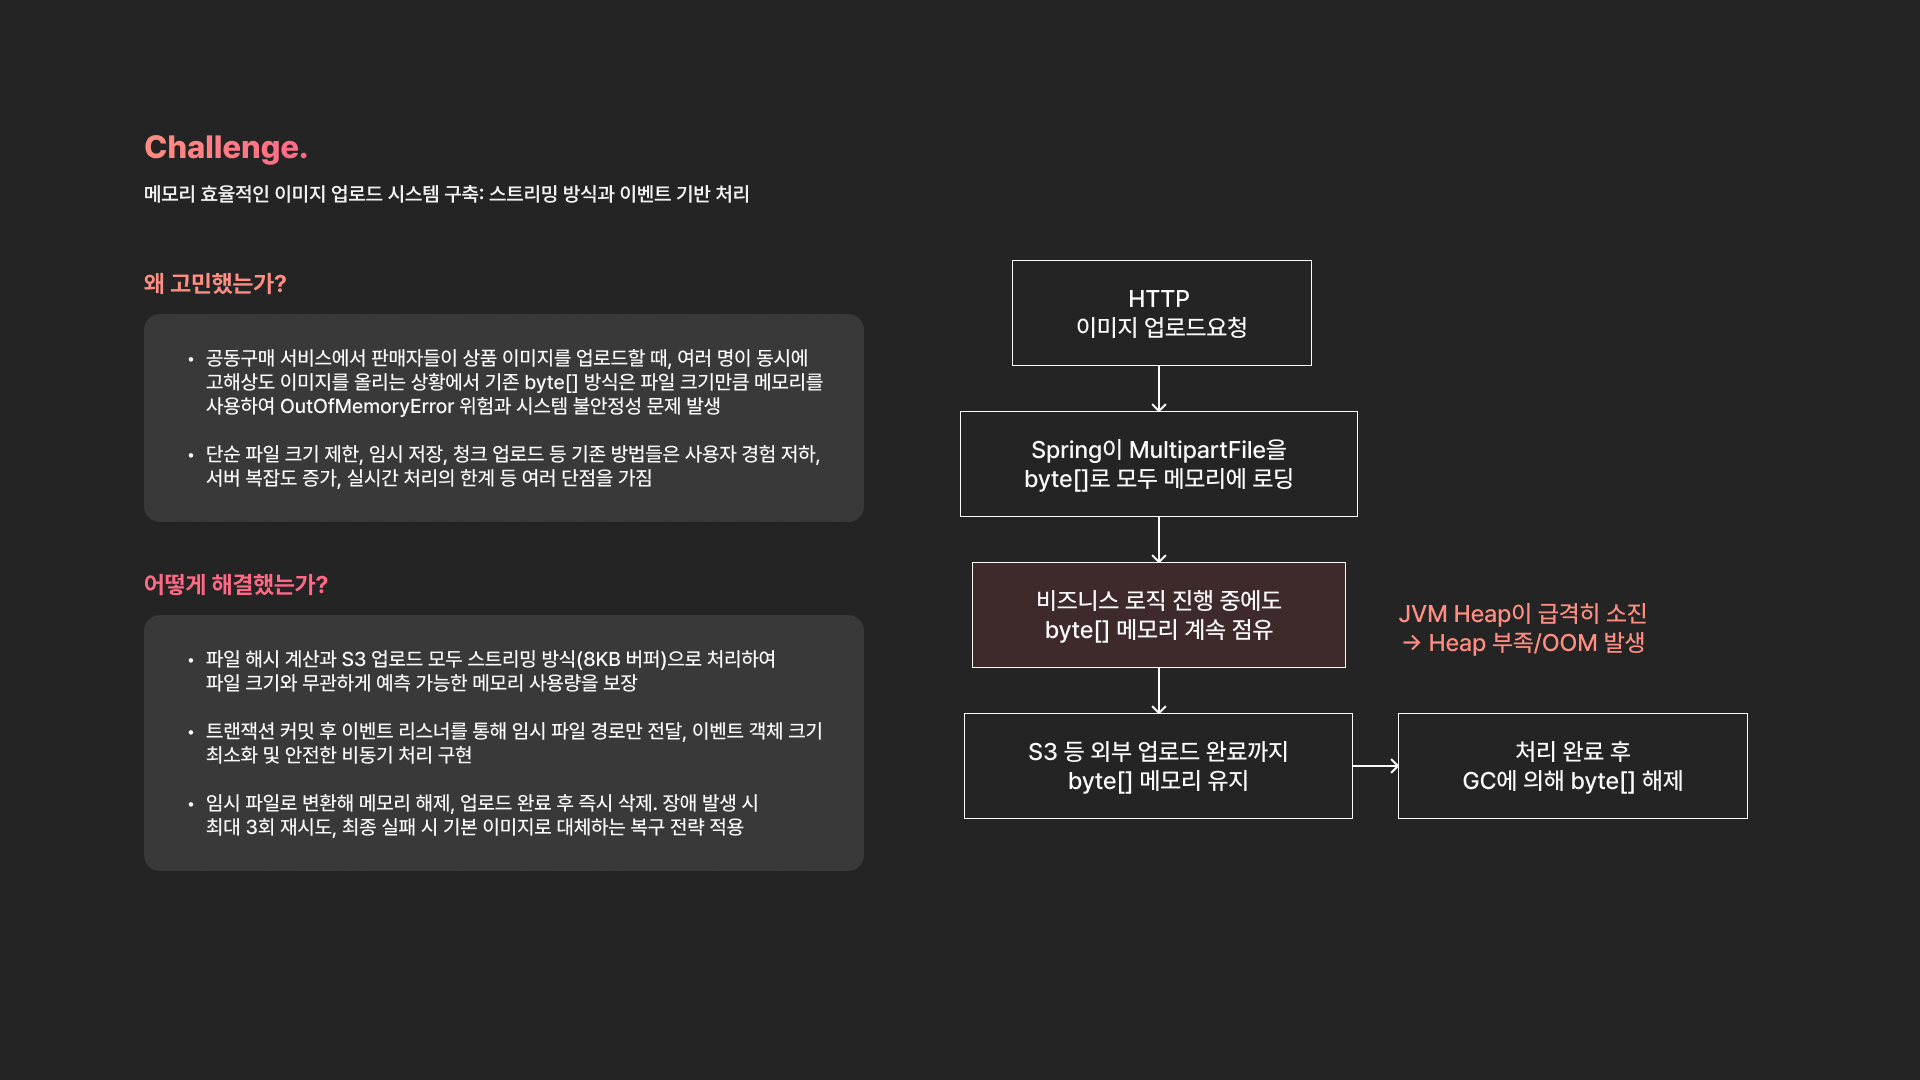 Challenge.
메모리 효율적인 이미지 업로드 시스템 구축: 스트리밍 방식과 이벤트 기반 처리
왜 고민했는가?
• 공동구매 서비스에서 판매자들이 상품 이미지를 업로드할 때, 여러 명이 동시에
고해상도 이미지를 올리는 상황에서 기존 byte[] 방식은 파일 크기만큼 메모리를
사용하여 OutOfMemoryError 위험과 시스템 불안정성 문제 발생
• 단순 파일 크기 제한, 임시 저장, 청크 업로드 등 기존 방법들은 사용자 경험 저하,
서버 복잡도 증가, 실시간 처리의 한계 등 여러 단점을 가짐
어떻게 해결했는가?
• 파일 해시 계산과 S3 업로드 모두 스트리밍 방식(8KB 버퍼)으로 처리하여
파일 크기와 무관하게 예측 가능한 메모리 사용량을 보장
• 트랜잭션 커밋 후 이벤트 리스너를 통해 임시 파일 경로만 전달, 이벤트 객체 크기
최소화 및 안전한 비동기 처리 구현
• 임시 파일로 변환해 메모리 해제, 업로드 완료 후 즉시 삭제. 장애 발생 시
최대 3회 재시도, 최종 실패 시 기본 이미지로 대체하는 복구 전략 적용
HTTP
이미지 업로드요청
Spring이 MultipartFile을
byte[]로 모두 메모리에 로딩
비즈니스 로직 진행 중에도
byte[] 메모리 계속 점유
JVM Heap이 급격히 소진
→ Heap 부족/OOM 발생
S3 등 외부 업로드 완료까지
byte[] 메모리 유지
처리 완료 후
GC에 의해 byte[] 해제